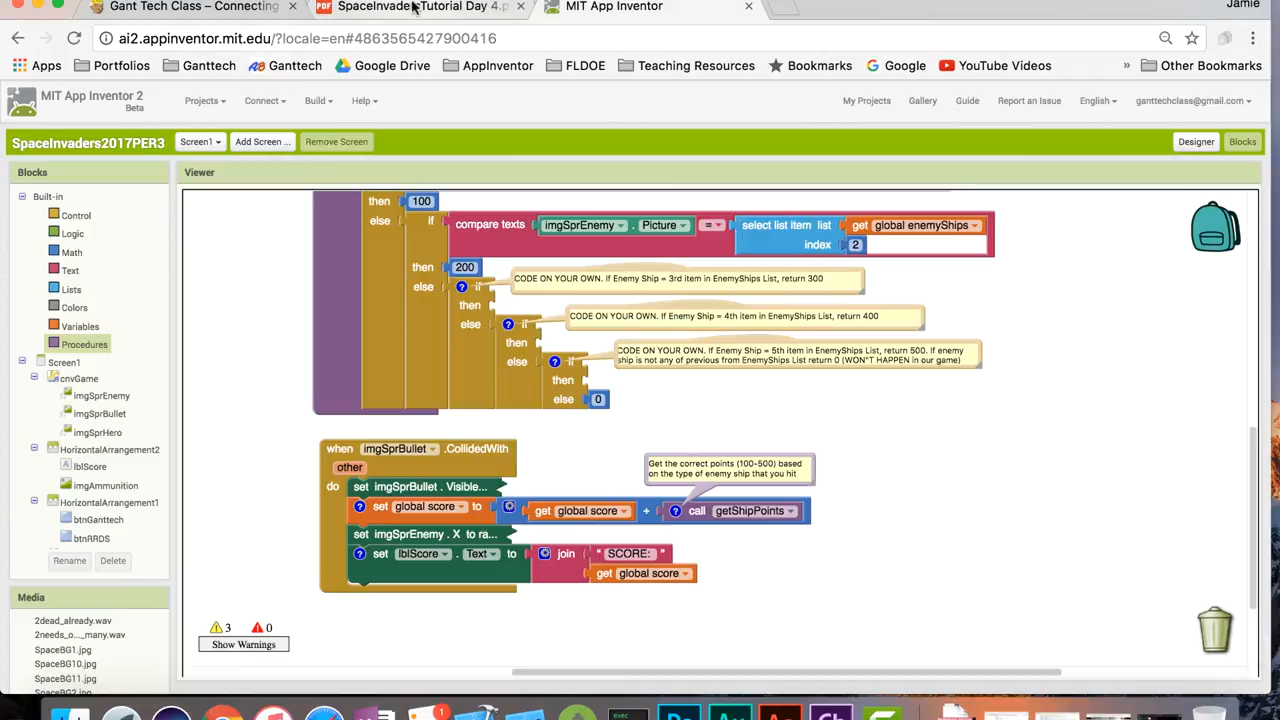 Gant Tech Class – Connecting
SpaceInvadersTutorial Day 4.p
MIT App Inventor
Jamie
ai2.appinventor.mit.edu/?locale=en#4863565427900416
Apps Portfolios Ganttech Ganttech Google Drive AppInventor FLDOE Teaching Resources Bookmarks Google YouTube Videos » Other Bookmarks
MIT App Inventor 2
Beta
Projects Connect Build Help My Projects Gallery Guide Report an Issue English ganttechclass@gmail.com
SpaceInvaders2017PER3 Screen1 Add Screen ... Remove Screen Designer Blocks
Blocks
Built-in
Control
Logic
Math
Text
Lists
Colors
Variables
Procedures
Screen1
cnvGame
imgSprEnemy
imgSprBullet
imgSprHero
HorizontalArrangement2
lblScore
imgAmmunition
HorizontalArrangement1
btnGanttech
btnRRDS
Rename Delete
Media
2dead_already.wav
2needs_o..._many.wav
SpaceBG1.jpg
SpaceBG10.jpg
SpaceBG11.jpg
SpaceBG2.jpg
Viewer
then 100
else if compare texts imgSprEnemy . Picture = select list item list get global enemyShips
index 2
then 200
else ? if CODE ON YOUR OWN. If Enemy Ship = 3rd item in EnemyShips List, return 300
then
else ? if CODE ON YOUR OWN. If Enemy Ship = 4th item in EnemyShips List, return 400
then
else ? if CODE ON YOUR OWN. If Enemy Ship = 5th item in EnemyShips List, return 500. If enemy
ship is not any of previous from EnemyShips List return 0 (WON"T HAPPEN in our game)
then
else 0
when imgSprBullet .CollidedWith
other
do set imgSprBullet . Visible...
Get the correct points (100-500) based
on the type of enemy ship that you hit
? set global score to get global score + ? call getShipPoints
set imgSprEnemy . X to ra...
? set lblScore . Text to join " SCORE: "
get global score
3 0
Show Warnings
1
exec
Ps Au Ai Ch